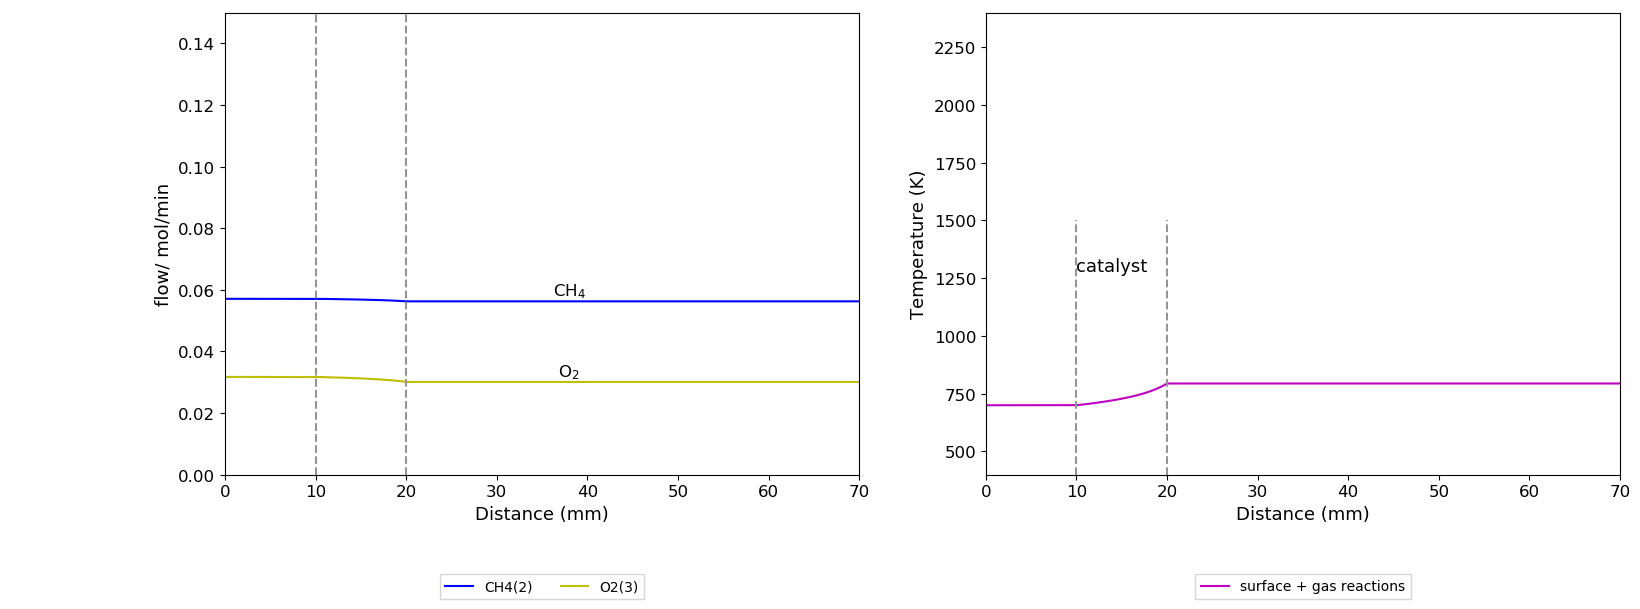 flow/ mol/min
0.14
0.12
0.10
0.08
0.06
0.04
0.02
0.00
CH₄
O₂
0 10 20 30 40 50 60 70
Distance (mm)
CH4(2) O2(3)
Temperature (K)
2250
2000
1750
1500
1250
1000
750
500
catalyst
0 10 20 30 40 50 60 70
Distance (mm)
surface + gas reactions